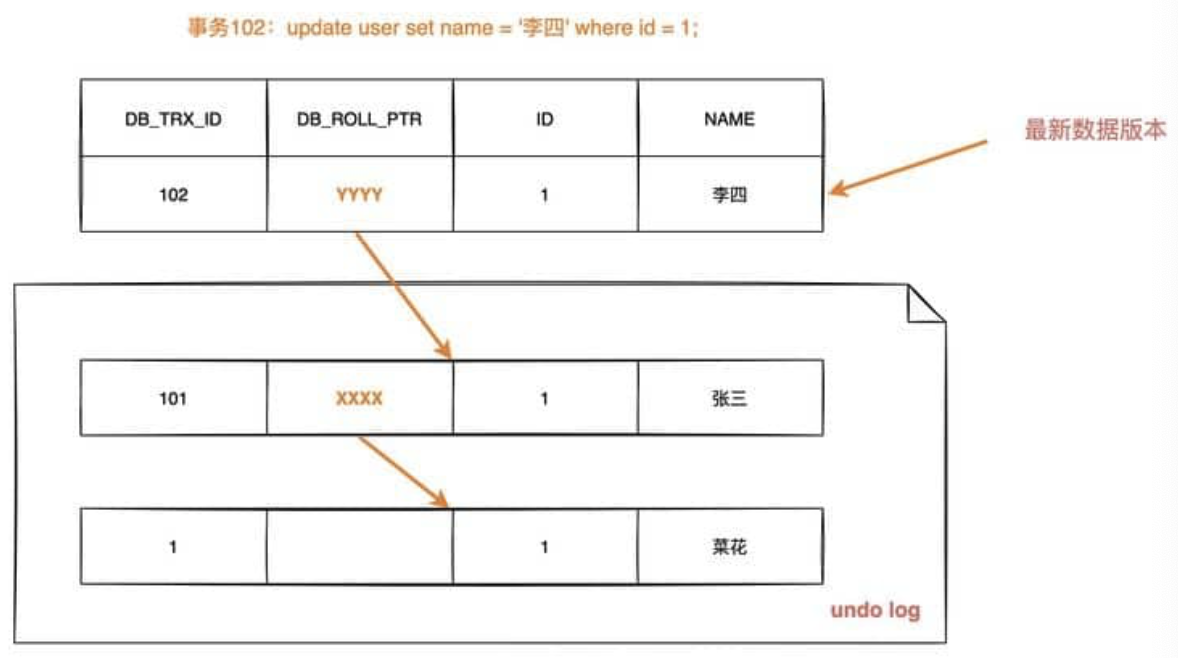 事务102：update user set name = '李四' where id = 1;
DB_TRX_ID DB_ROLL_PTR ID NAME
最新数据版本
102 YYYY 1 李四
101 XXXX 1 张三
1 1 菜花
undo log